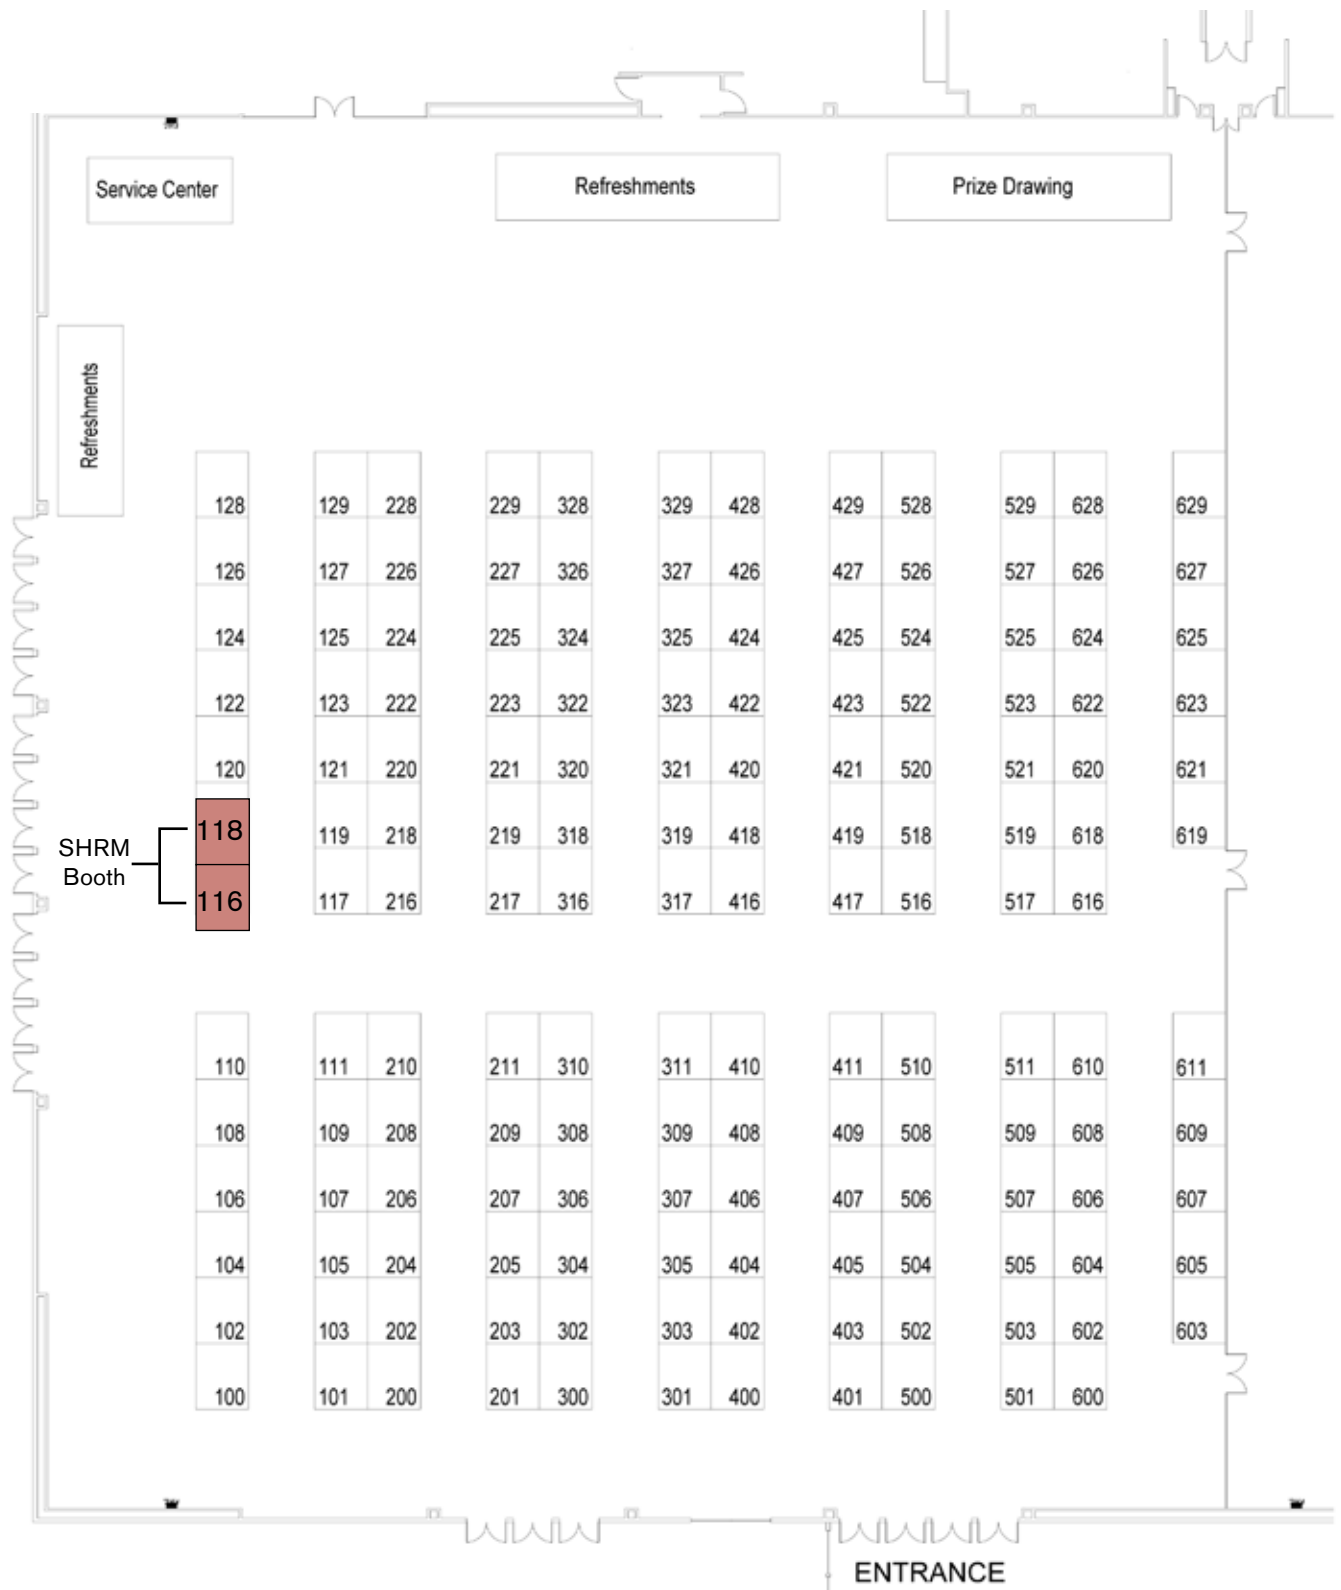 Service Center
Refreshments
Prize Drawing
Refreshments
128 129 228 229 328 329 428 429 528 529 628 629
126 127 226 227 326 327 426 427 526 527 626 627
124 125 224 225 324 325 424 425 524 525 624 625
122 123 222 223 322 323 422 423 522 523 622 623
120 121 220 221 320 321 420 421 520 521 620 621
118 119 218 219 318 319 418 419 518 519 618 619
SHRM
Booth
116 117 216 217 316 317 416 417 516 517 616
110 111 210 211 310 311 410 411 510 511 610 611
108 109 208 209 308 309 408 409 508 509 608 609
106 107 206 207 306 307 406 407 506 507 606 607
104 105 204 205 304 305 404 405 504 505 604 605
102 103 202 203 302 303 402 403 502 503 602 603
100 101 200 201 300 301 400 401 500 501 600
ENTRANCE